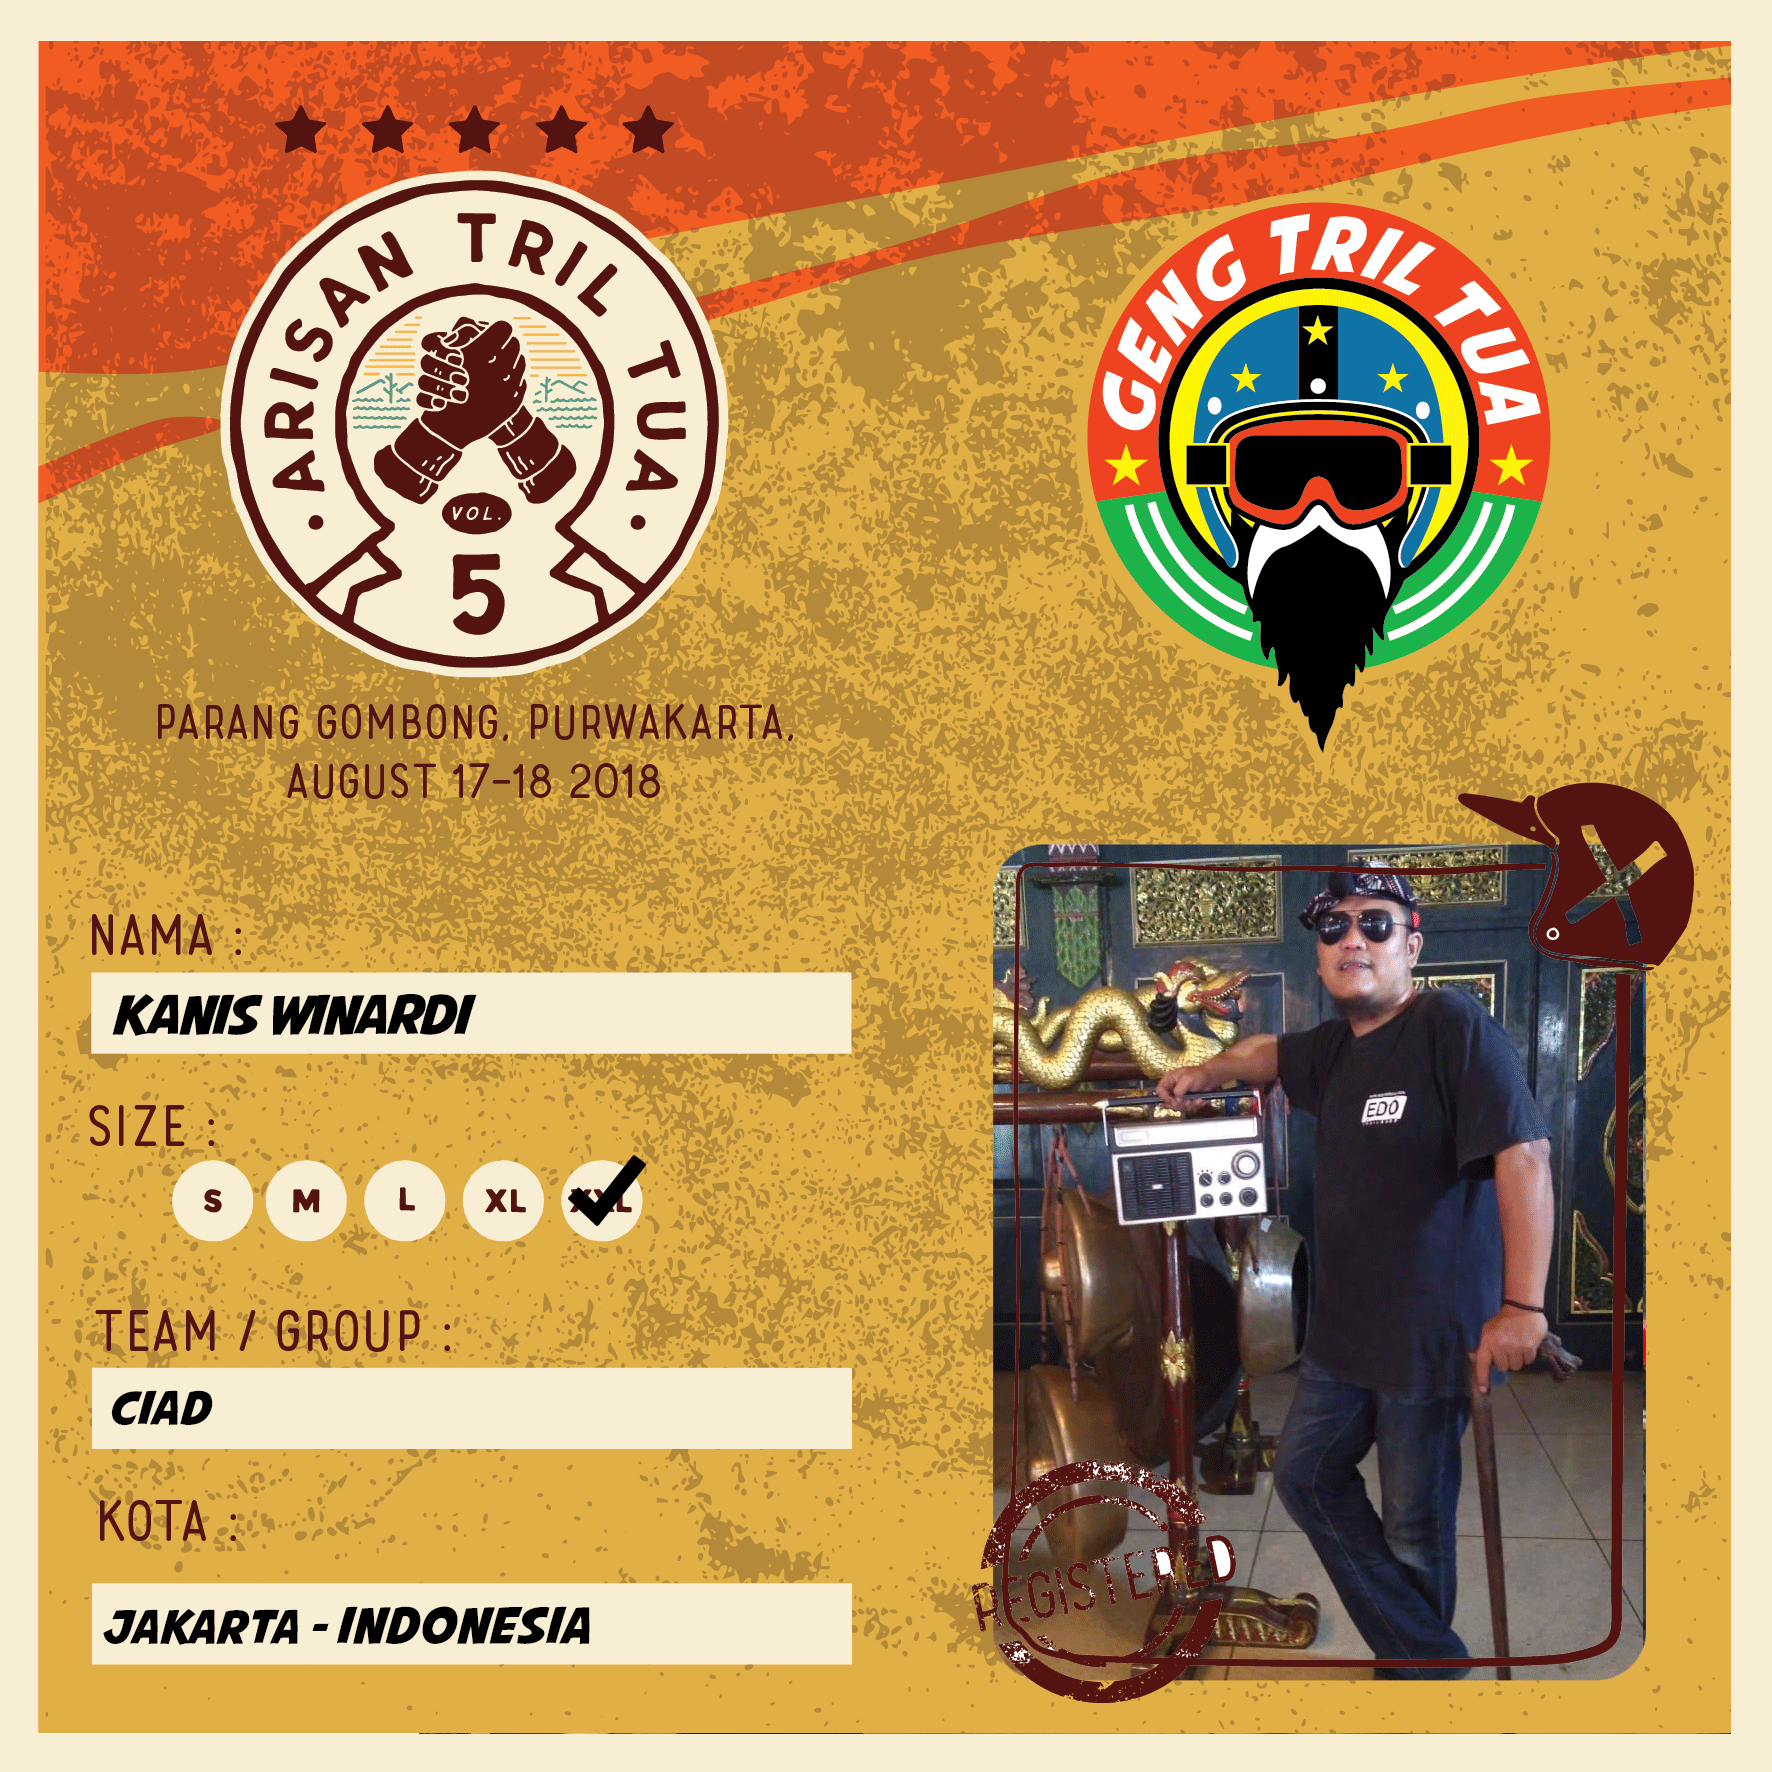 ARISAN TRIL TUA
VOL.
5
GENG TRIL TUA
PARANG GOMBONG, PURWAKARTA,
AUGUST 17-18 2018
NAMA :
KANIS WINARDI
SIZE :
S M L XL XXL
TEAM / GROUP :
CIAD
KOTA :
JAKARTA - INDONESIA
EDO
REGISTERED